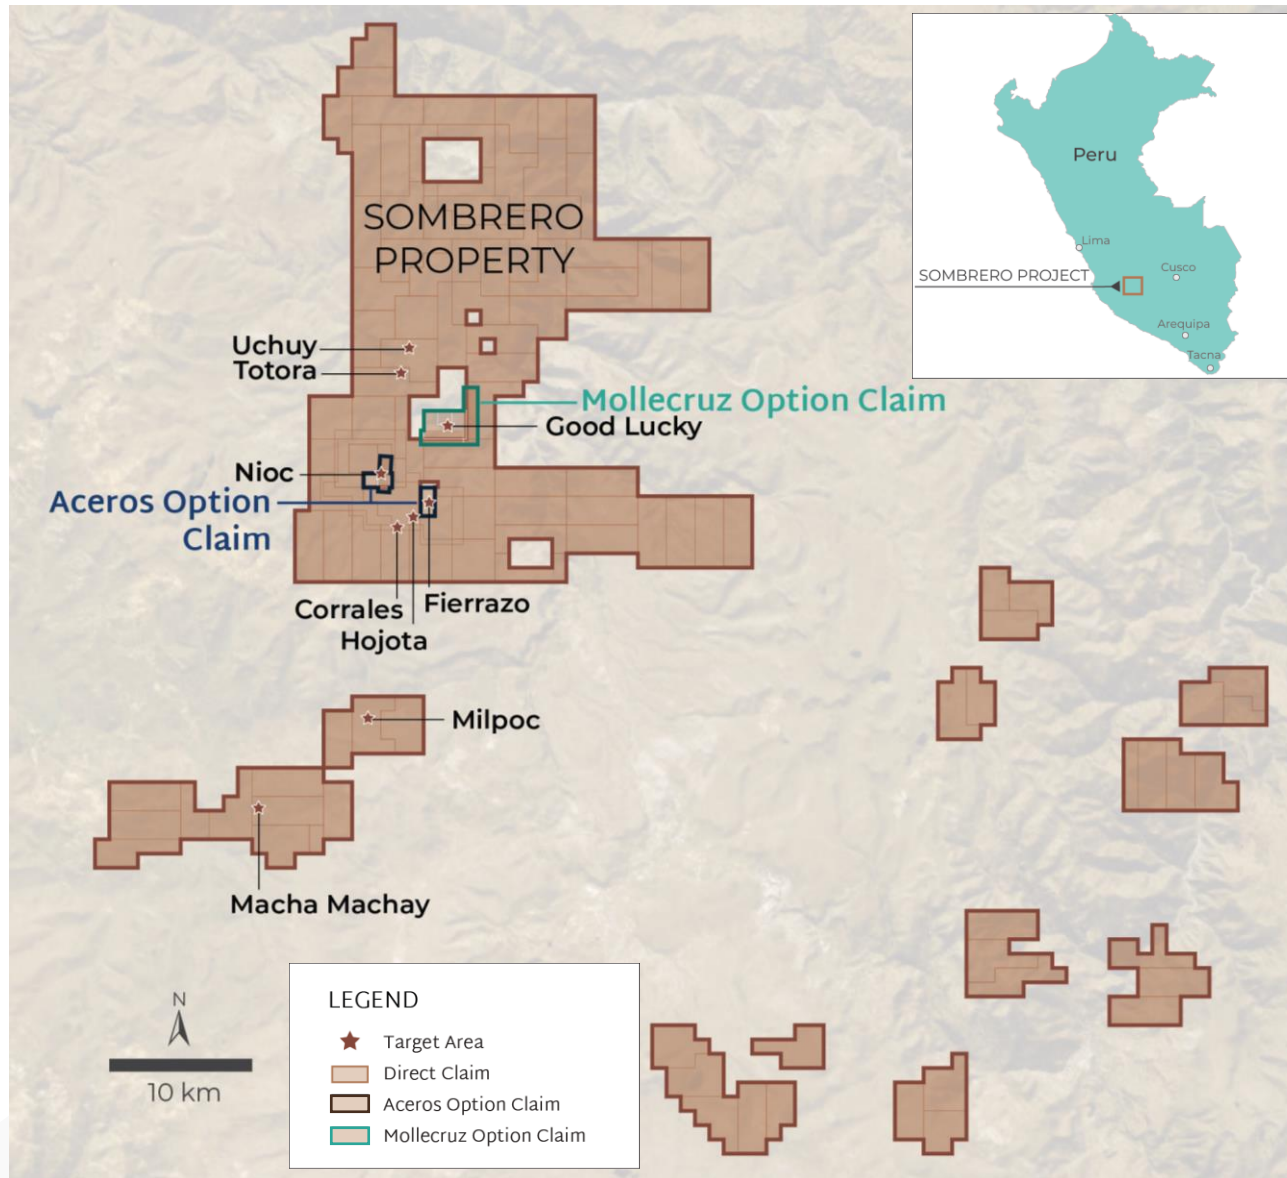 SOMBRERO
PROPERTY
Uchuy
Totora
Mollecruz Option Claim
Good Lucky
Nioc
Aceros Option
Claim
Corrales
Fierrazo
Hojota
Milpoc
Macha Machay
Peru
Lima
Cusco
SOMBRERO PROJECT
Arequipa
Tacna
N
10 km
LEGEND
Target Area
Direct Claim
Aceros Option Claim
Mollecruz Option Claim